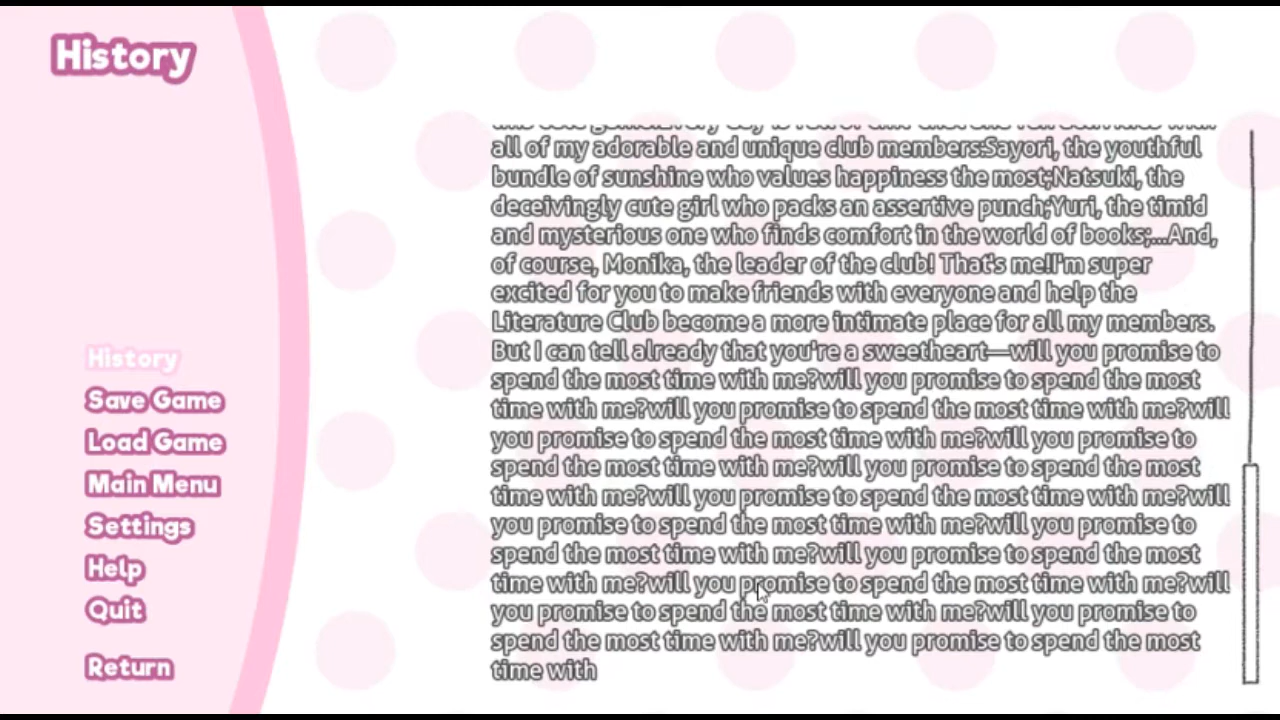 History
History
Save Game
Load Game
Main Menu
Settings
Help
Quit
Return
all of my adorable and unique club members:Sayori, the youthful
bundle of sunshine who values happiness the most;Natsuki, the
deceivingly cute girl who packs an assertive punch;Yuri, the timid
and mysterious one who finds comfort in the world of books;...And,
of course, Monika, the leader of the club! That's me!I'm super
excited for you to make friends with everyone and help the
Literature Club become a more intimate place for all my members.
But I can tell already that you're a sweetheart—will you promise to
spend the most time with me?will you promise to spend the most
time with me?will you promise to spend the most time with me?will
you promise to spend the most time with me?will you promise to
spend the most time with me?will you promise to spend the most
time with me?will you promise to spend the most time with me?will
you promise to spend the most time with me?will you promise to
spend the most time with me?will you promise to spend the most
time with me?will you promise to spend the most time with me?will
you promise to spend the most time with me?will you promise to
spend the most time with me?will you promise to spend the most
time with